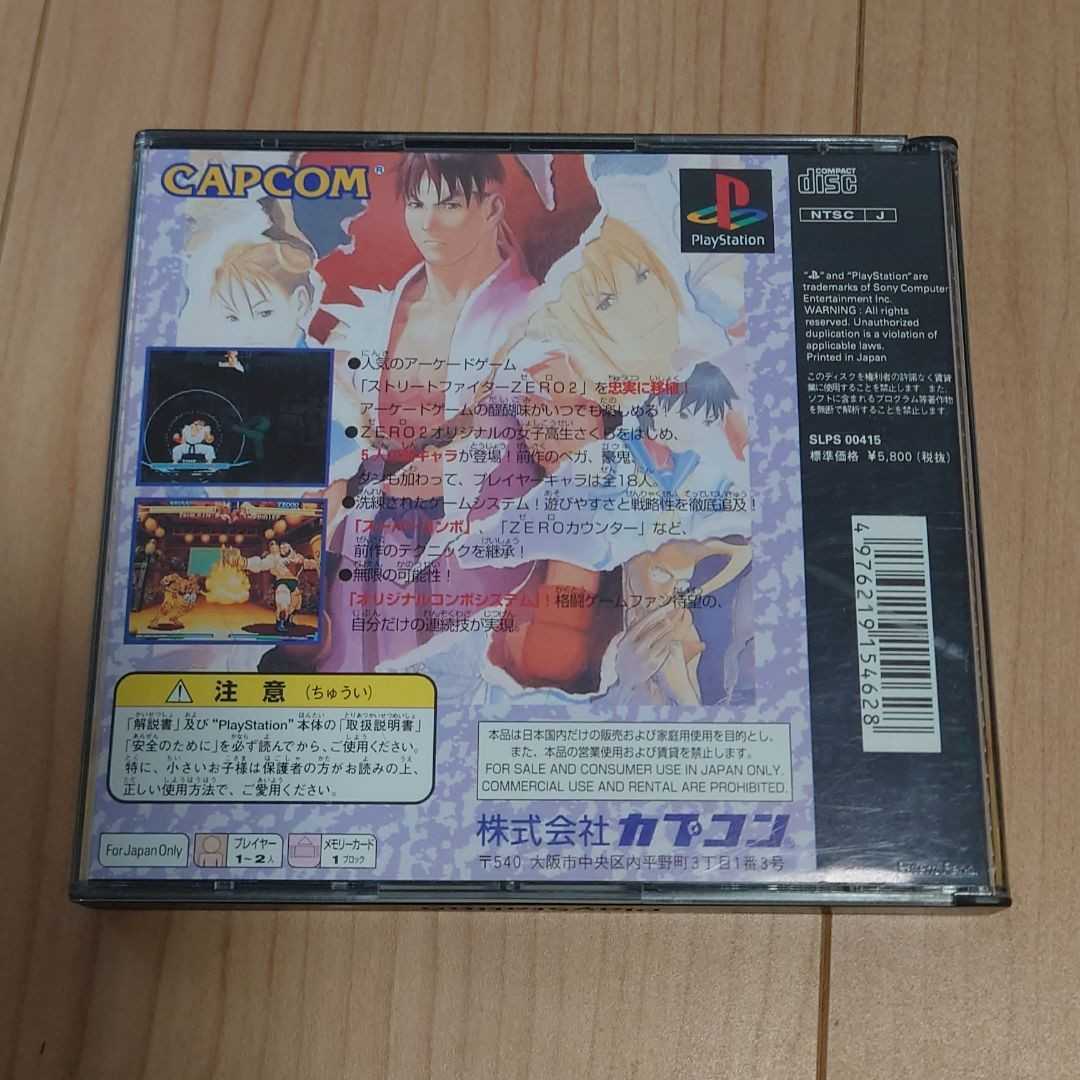 CAPCOM®
●人気のアーケードゲーム
「ストリートファイターZERO2」を忠実に移植!
アーケードゲームの醍醐味がいつでも楽しめる!
●ZERO2オリジナルの女子高生さくらをはじめ、
5人の キャラが登場!前作のベガ、豪鬼、
ダンも加わって、プレイヤーキャラは全18人。
●洗練されたゲームシステム!遊びやすさと戦略性を徹底追及!
「スーパーコンボ」、「ZEROカウンター」など、
前作のテクニックを継承!
●無限の可能性!
「オリジナルコンボシステム」!格闘ゲームファン待望の、
自分だけの連続技が実現。
注意(ちゅうい)
「解説書」及び"PlayStation"本体の「取扱説明書」
「安全のために」を必ず読んでから、ご使用ください。
特に、小さいお子様は保護者の方がお読みの上、
正しい使用方法で、ご愛用ください。
For Japan Only
プレイヤー
1~2人
メモリーカード
1ブロック
本品は日本国内だけの販売および家庭用使用を目的とし、
また、本品の営業使用および賃貸を禁止します。
FOR SALE AND CONSUMER USE IN JAPAN ONLY.
COMMERCIAL USE AND RENTAL ARE PROHIBITED.
株式会社カプコン
〒540 大阪市中央区内平野町3丁目1番3号
PlayStation
COMPACT
disc
NTSC J
"PS" and "PlayStation" are
trademarks of Sony Computer
Entertainment Inc.
WARNING : All rights
reserved. Unauthorized
duplication is a violation of
applicable laws.
Printed in Japan
このディスクを権利者の許諾なく賃貸
業に使用することを禁止します。また、
ソフトに含まれるプログラム等著作物
を無断で解析することを禁止します。
SLPS 00415
標準価格 ¥5,800(税抜)
4976219154628